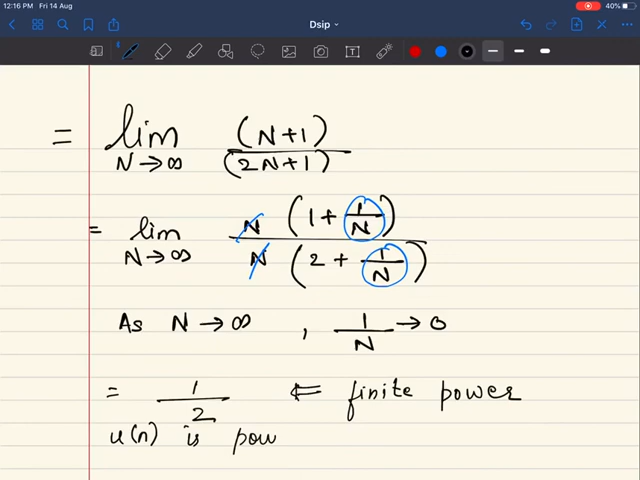 12:16 PM Fri 14 Aug
40%
Dsip
= lim N→∞ (N+1) / (2N+1)
= lim N→∞ N (1 + 1/N) / N (2 + 1/N)
As N → ∞ , 1/N → 0
= 1/2 ⇐ finite power
u(n) is pow